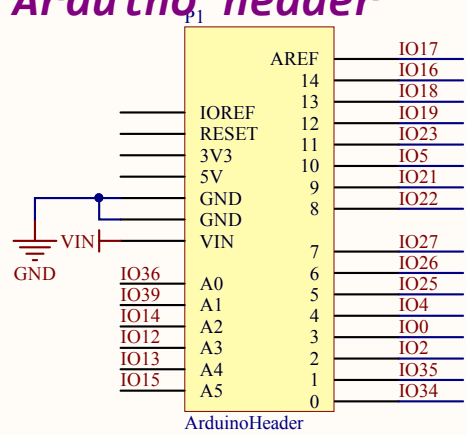 Arduino header
P1
AREF IO17
14 IO16
13 IO18
IOREF 12 IO19
RESET 11 IO23
3V3 10 IO5
5V 9 IO21
GND 8 IO22
GND
VIN VIN 7 IO27
GND 6 IO26
IO36 A0 5 IO25
IO39 A1 4 IO4
IO14 A2 3 IO0
IO12 A3 2 IO2
IO13 A4 1 IO35
IO15 A5 0 IO34
ArduinoHeader